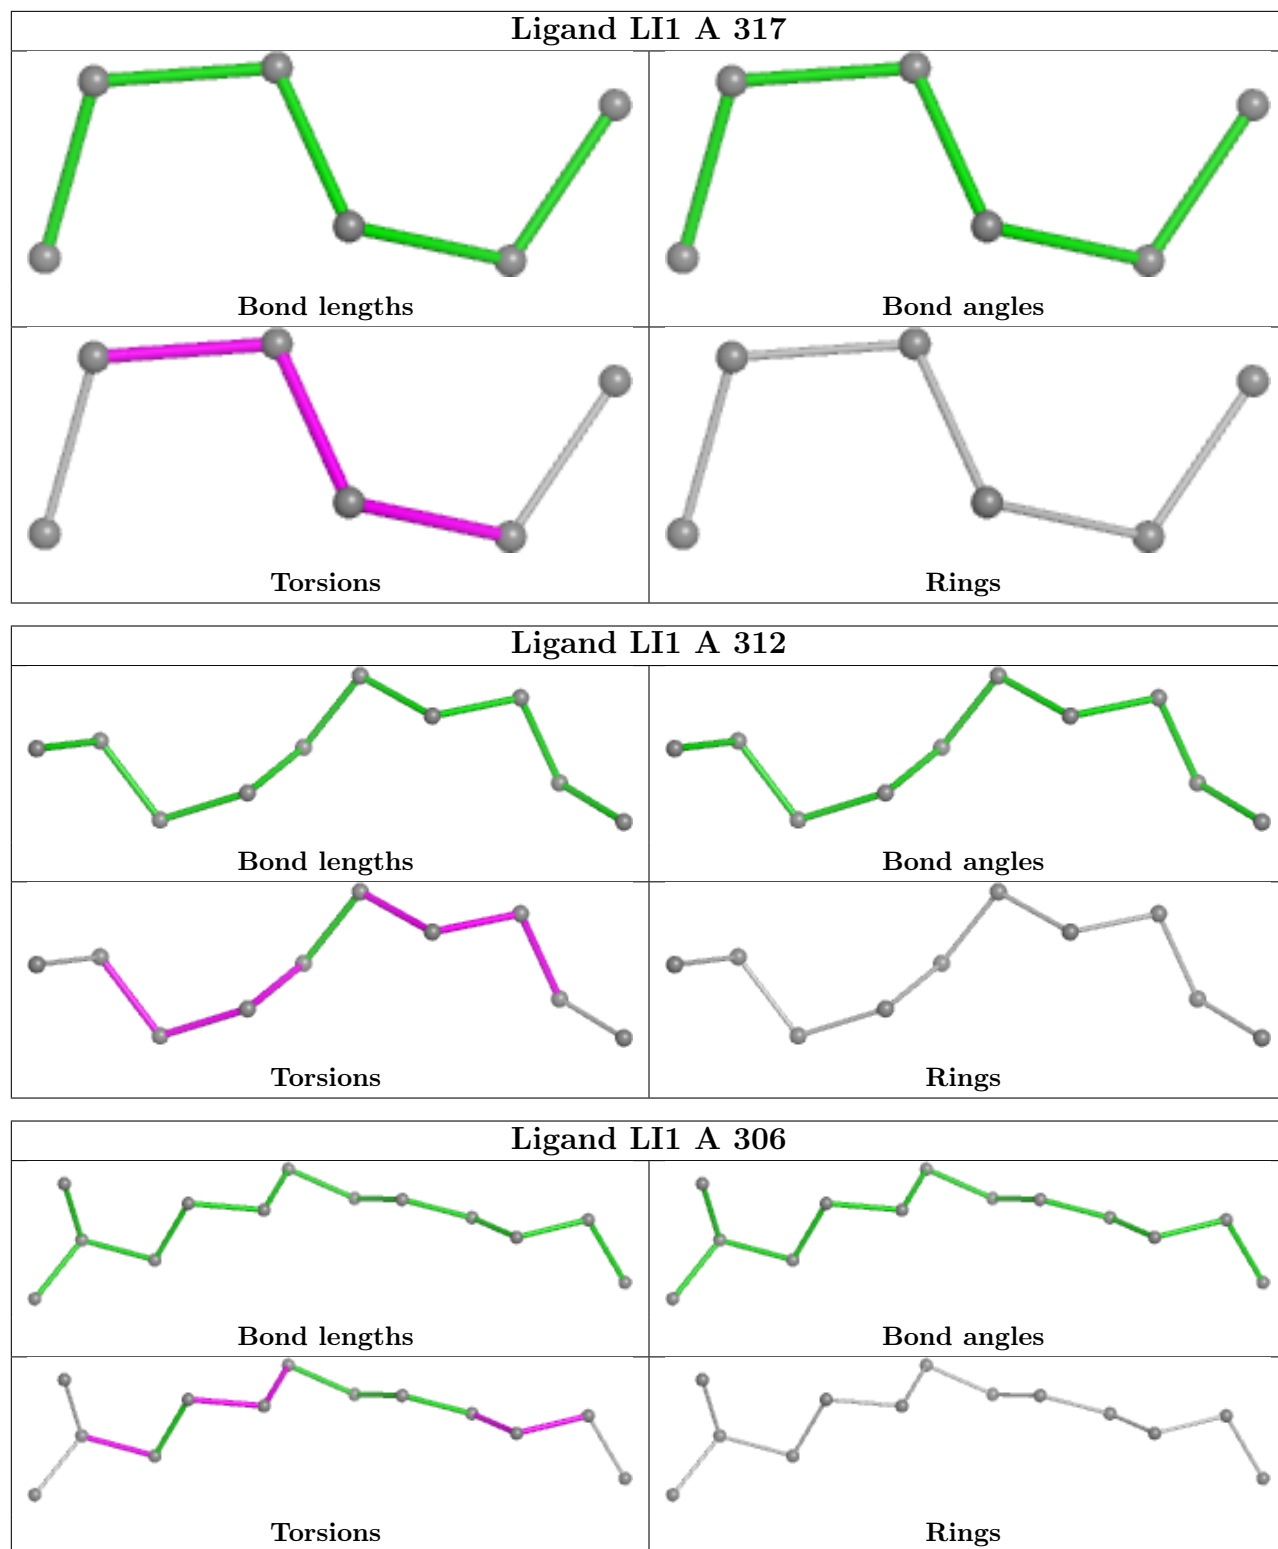 Ligand LI1 A 317
Bond lengths
Bond angles
Torsions
Rings
Ligand LI1 A 312
Bond lengths
Bond angles
Torsions
Rings
Ligand LI1 A 306
Bond lengths
Bond angles
Torsions
Rings